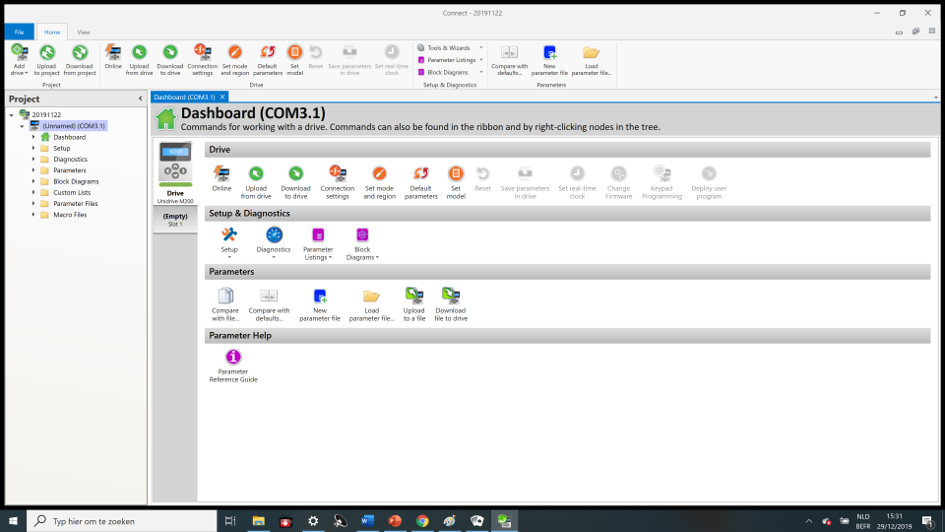 Connect - 20191122
File Home View
Add drive
Upload to project
Download from project
Online
Upload from drive
Download to drive
Connection settings
Set mode and region
Default parameters
Set model
Reset
Save parameters in drive
Set real-time clock
Tools & Wizards
Parameter Listings
Block Diagrams
Compare with defaults...
New parameter file
Load parameter file...
Project
Drive
Setup & Diagnostics
Parameters
Project
Dashboard (COM3.1)
20191122
(Unnamed) (COM3.1)
Dashboard
Setup
Diagnostics
Parameters
Block Diagrams
Custom Lists
Parameter Files
Macro Files
Dashboard (COM3.1)
Commands for working with a drive. Commands can also be found in the ribbon and by right-clicking nodes in the tree.
M200
Drive
Unidrive M200
(Empty)
Slot 1
Drive
Online
Upload from drive
Download to drive
Connection settings
Set mode and region
Default parameters
Set model
Reset
Save parameters in drive
Set real-time clock
Change Firmware
Keypad Programming
Deploy user program
Setup & Diagnostics
Setup
Diagnostics
Parameter Listings
Block Diagrams
Parameters
Compare with file...
Compare with defaults...
New parameter file
Load parameter file...
Upload to a file
Download file to drive
Parameter Help
Parameter Reference Guide
Typ hier om te zoeken
NLD
BEFR
15:31
29/12/2019